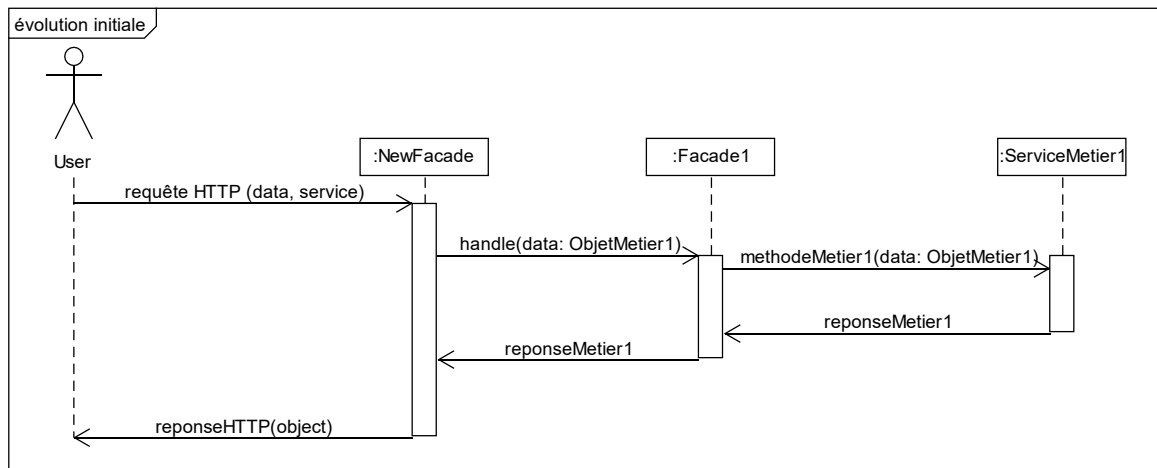 évolution initiale
User
:NewFacade
:Facade1
:ServiceMetier1
requête HTTP (data, service)
handle(data: ObjetMetier1)
methodeMetier1(data: ObjetMetier1)
reponseMetier1
reponseMetier1
reponseHTTP(object)